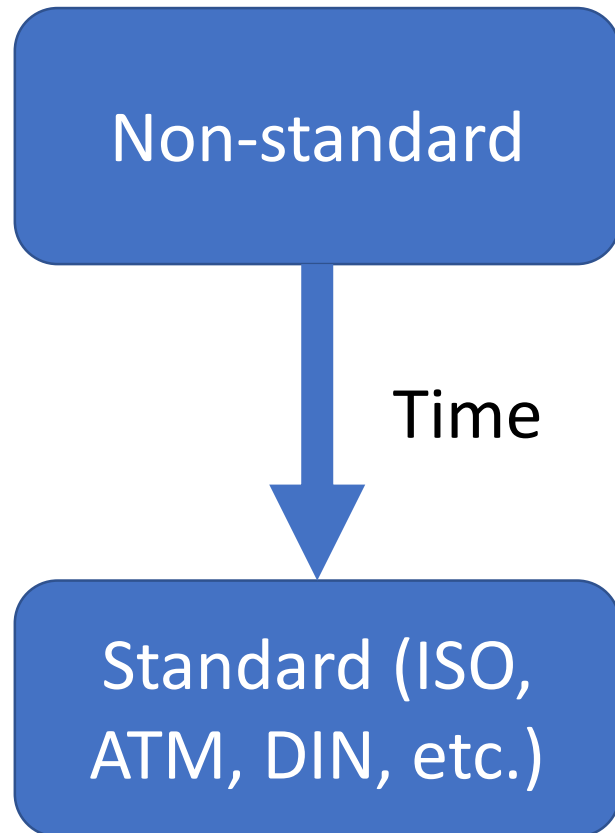 Non-standard
Time
Standard (ISO,
ATM, DIN, etc.)